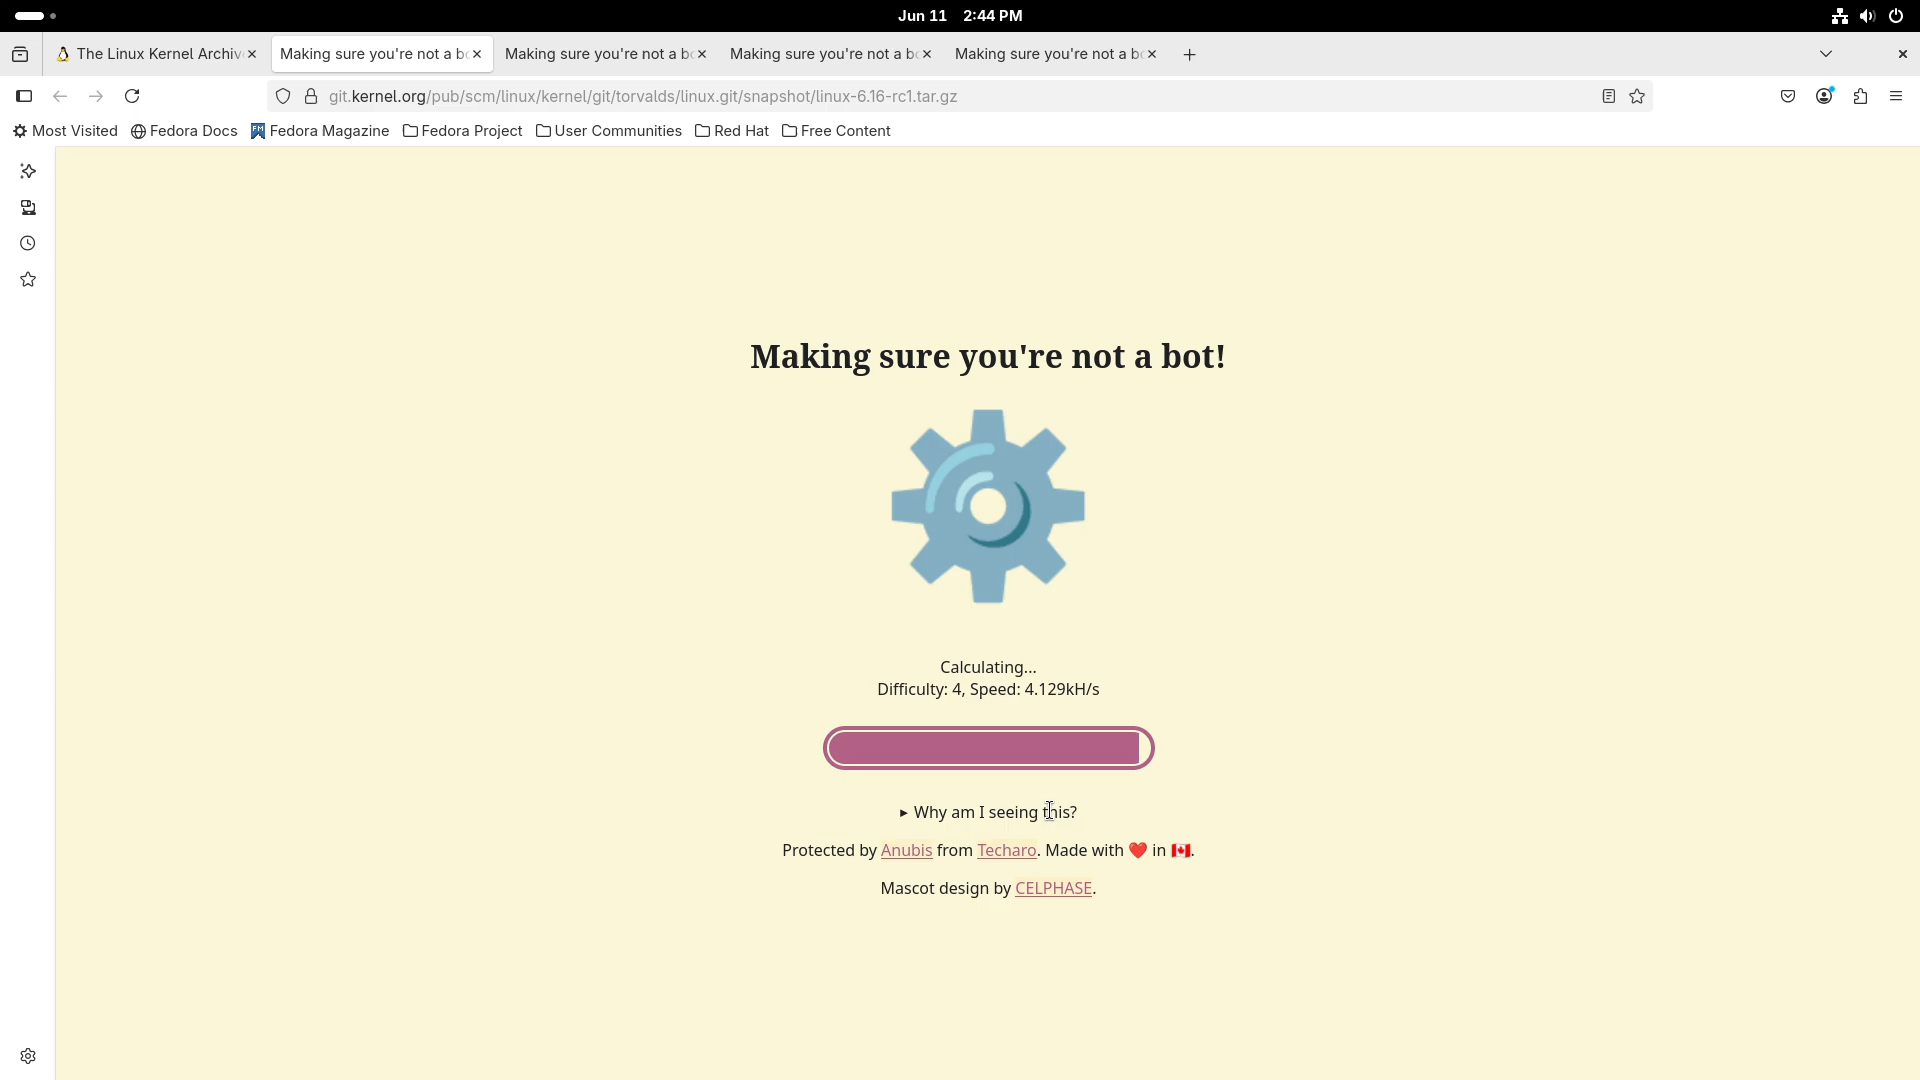 Jun 11 2:44 PM
The Linux Kernel Archiv
Making sure you're not a bo
Making sure you're not a bo
Making sure you're not a bo
Making sure you're not a bo
git.kernel.org/pub/scm/linux/kernel/git/torvalds/linux.git/snapshot/linux-6.16-rc1.tar.gz
Most Visited Fedora Docs Fedora Magazine Fedora Project User Communities Red Hat Free Content
Making sure you're not a bot!
Calculating...
Difficulty: 4, Speed: 4.129kH/s
▸ Why am I seeing this?
Protected by Anubis from Techaro. Made with ❤️ in 🇨🇦.
Mascot design by CELPHASE.